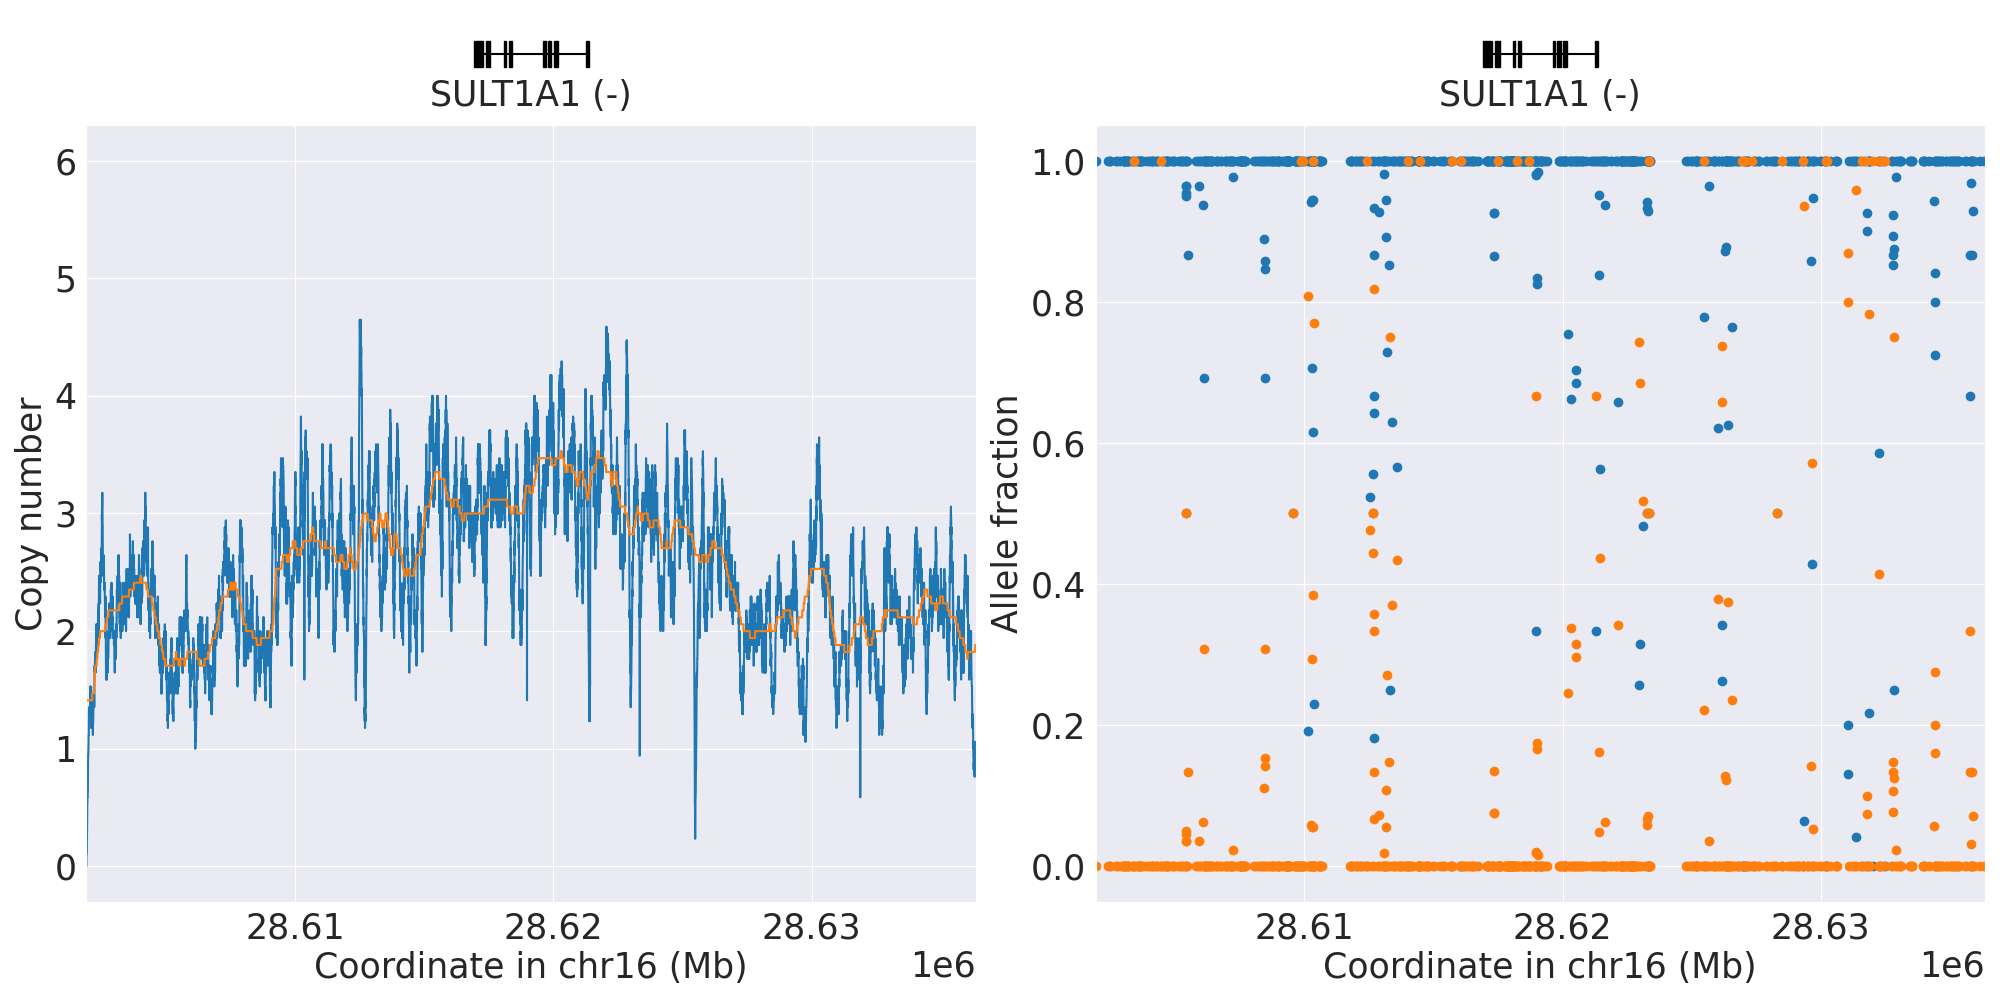 SULT1A1 (-)
6
5
4
3
2
1
0
Copy number
28.61
28.62
28.63
Coordinate in chr16 (Mb)
1e6
SULT1A1 (-)
1.0
0.8
0.6
0.4
0.2
0.0
Allele fraction
28.61
28.62
28.63
Coordinate in chr16 (Mb)
1e6